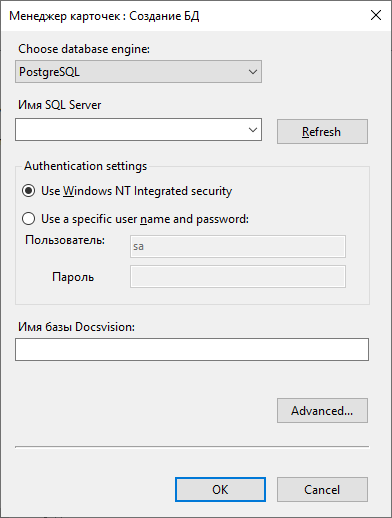 Менеджер карточек : Создание БД
Choose database engine:
PostgreSQL
Имя SQL Server
Refresh
Authentication settings
Use Windows NT Integrated security
Use a specific user name and password:
Пользователь:
sa
Пароль
Имя базы Docsvision:
Advanced...
OK
Cancel